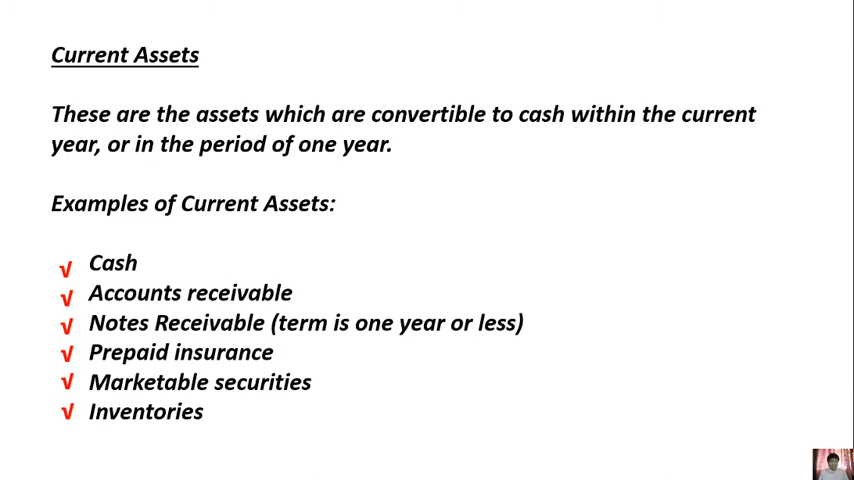 Current Assets
These are the assets which are convertible to cash within the current
year, or in the period of one year.
Examples of Current Assets:
√ Cash
√ Accounts receivable
√ Notes Receivable (term is one year or less)
√ Prepaid insurance
√ Marketable securities
√ Inventories